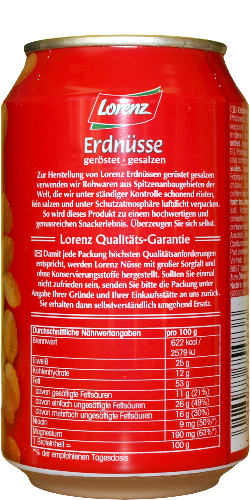 Lorenz
Erdnüsse
geröstet · gesalzen
Zur Herstellung von Lorenz Erdnüssen geröstet gesalzen
verwenden wir Rohwaren aus Spitzenanbaugebieten der
Welt, die wir unter ständiger Kontrolle schonend rösten,
fein salzen und unter Schutzatmosphäre luftdicht verpacken.
So wird dieses Produkt zu einem hochwertigen und
genussreichen Snackerlebnis. Überzeugen Sie sich selbst.
Lorenz Qualitäts-Garantie
Damit jede Packung höchsten Qualitätsanforderungen
entspricht, werden Lorenz Nüsse mit großer Sorgfalt und
ohne Konservierungsstoffe hergestellt. Sollten Sie einmal
nicht zufrieden sein, senden Sie bitte die Packung unter
Angabe Ihrer Gründe und Ihrer Einkaufsstätte an uns zurück.
Sie erhalten dann selbstverständlich umgehend Ersatz.
Durchschnittliche Nährwertangaben pro 100 g
Brennwert 622 kcal /
2579 kJ
Eiweiß 25 g
Kohlenhydrate 12 g
Fett 53 g
davon gesättigte Fettsäuren 11 g (21%)
davon einfach ungesättigte Fettsäuren 26 g (49%)
davon mehrfach ungesättigte Fettsäuren 16 g (30%)
Niacin 9 mg (50%*)
Magnesium 190 mg (63%*)
1 Broteinheit = 100 g
*% der empfohlenen Tagesdosis